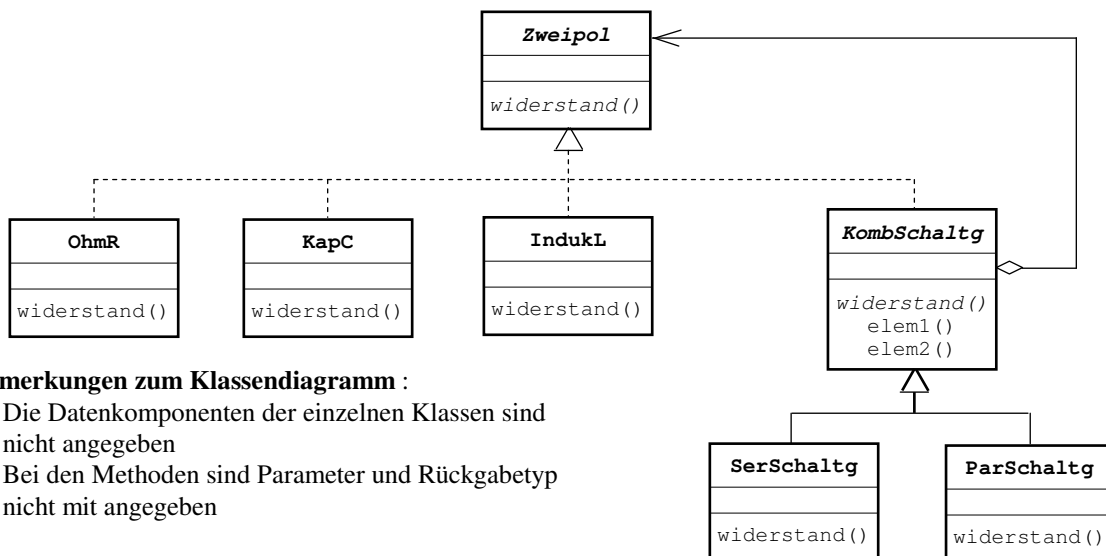 Zweipol
widerstand()
OhmR
widerstand()
KapC
widerstand()
IndukL
widerstand()
KombSchaltg
widerstand()
elem1()
elem2()
merkungen zum Klassendiagramm :
Die Datenkomponenten der einzelnen Klassen sind
nicht angegeben
Bei den Methoden sind Parameter und Rückgabetyp
nicht mit angegeben
SerSchaltg
widerstand()
ParSchaltg
widerstand()